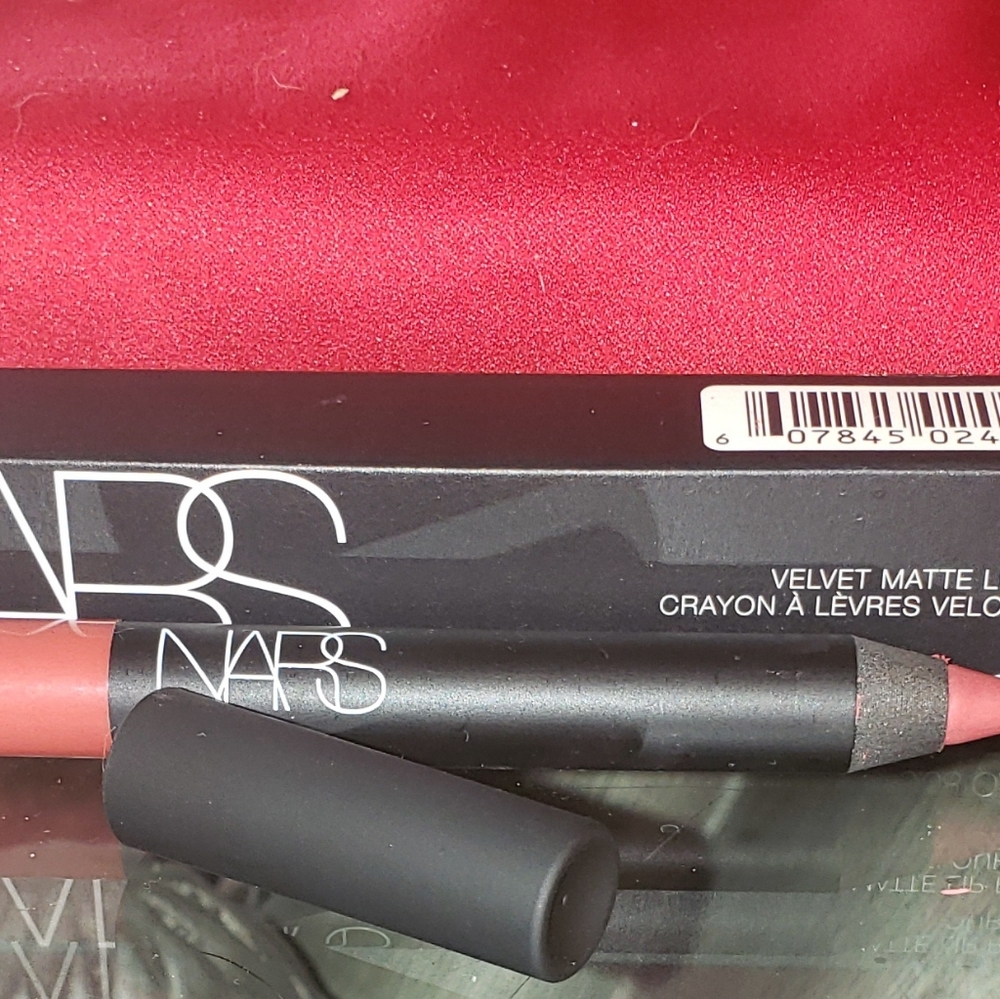 6 07845 024
NARS
VELVET MATTE L
CRAYON À LÈVRES VELO
NARS